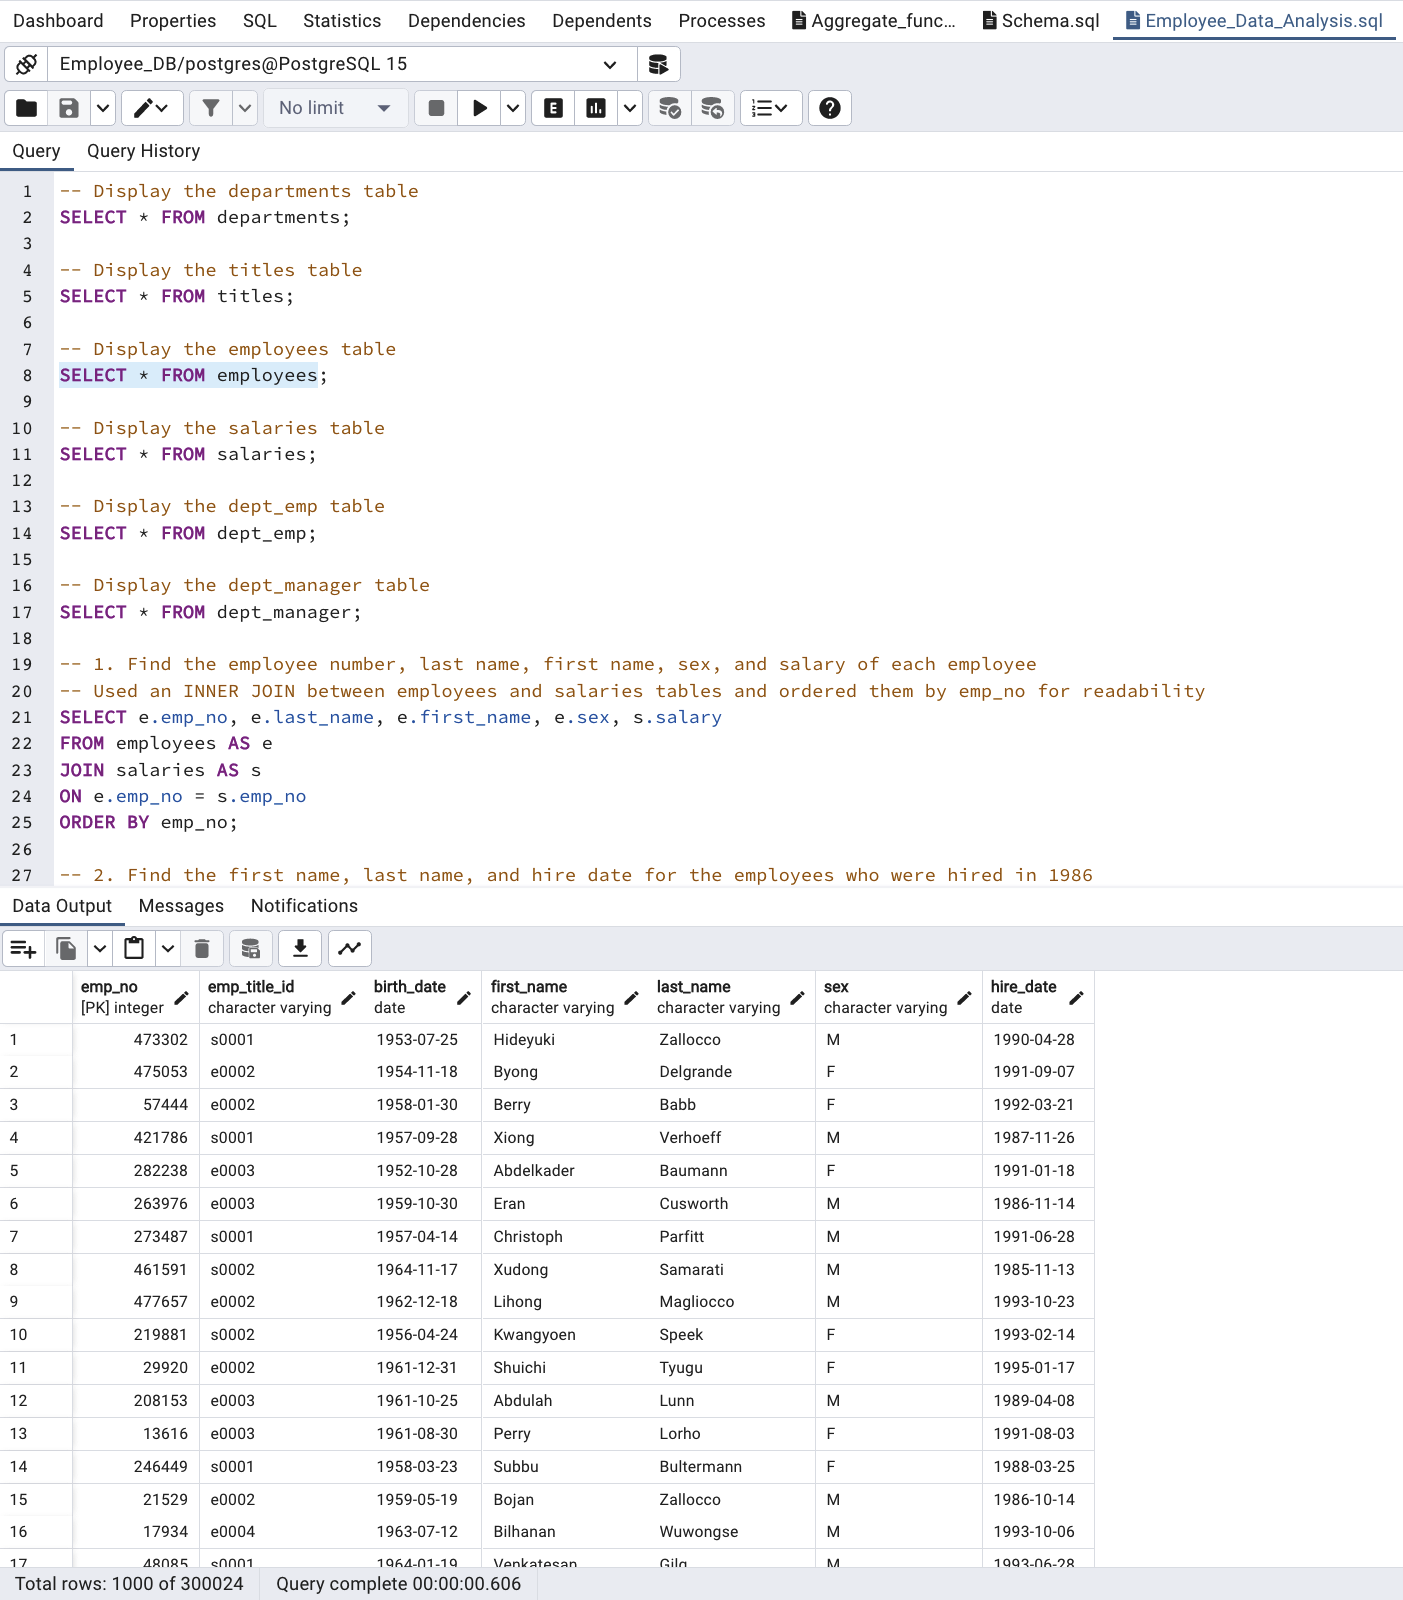 Dashboard Properties SQL Statistics Dependencies Dependents Processes Aggregate_func... Schema.sql Employee_Data_Analysis.sql
Employee_DB/postgres@PostgreSQL 15
No limit E ?
Query Query History
1 -- Display the departments table
2 SELECT * FROM departments;
3
4 -- Display the titles table
5 SELECT * FROM titles;
6
7 -- Display the employees table
8 SELECT * FROM employees;
9
10 -- Display the salaries table
11 SELECT * FROM salaries;
12
13 -- Display the dept_emp table
14 SELECT * FROM dept_emp;
15
16 -- Display the dept_manager table
17 SELECT * FROM dept_manager;
18
19 -- 1. Find the employee number, last name, first name, sex, and salary of each employee
20 -- Used an INNER JOIN between employees and salaries tables and ordered them by emp_no for readability
21 SELECT e.emp_no, e.last_name, e.first_name, e.sex, s.salary
22 FROM employees AS e
23 JOIN salaries AS s
24 ON e.emp_no = s.emp_no
25 ORDER BY emp_no;
26
27 -- 2. Find the first name, last name, and hire date for the employees who were hired in 1986
Data Output Messages Notifications
emp_no emp_title_id birth_date first_name last_name sex hire_date
[PK] integer character varying date character varying character varying character varying date
1 473302 s0001 1953-07-25 Hideyuki Zallocco M 1990-04-28
2 475053 e0002 1954-11-18 Byong Delgrande F 1991-09-07
3 57444 e0002 1958-01-30 Berry Babb F 1992-03-21
4 421786 s0001 1957-09-28 Xiong Verhoeff M 1987-11-26
5 282238 e0003 1952-10-28 Abdelkader Baumann F 1991-01-18
6 263976 e0003 1959-10-30 Eran Cusworth M 1986-11-14
7 273487 s0001 1957-04-14 Christoph Parfitt M 1991-06-28
8 461591 s0002 1964-11-17 Xudong Samarati M 1985-11-13
9 477657 e0002 1962-12-18 Lihong Magliocco M 1993-10-23
10 219881 s0002 1956-04-24 Kwangyoen Speek F 1993-02-14
11 29920 e0002 1961-12-31 Shuichi Tyugu F 1995-01-17
12 208153 e0003 1961-10-25 Abdulah Lunn M 1989-04-08
13 13616 e0003 1961-08-30 Perry Lorho F 1991-08-03
14 246449 s0001 1958-03-23 Subbu Bultermann F 1988-03-25
15 21529 e0002 1959-05-19 Bojan Zallocco M 1986-10-14
16 17934 e0004 1963-07-12 Bilhanan Wuwongse M 1993-10-06
17 48085 s0001 1964-01-19 Venkatesan Gilg M 1993-06-28
Total rows: 1000 of 300024 Query complete 00:00:00.606